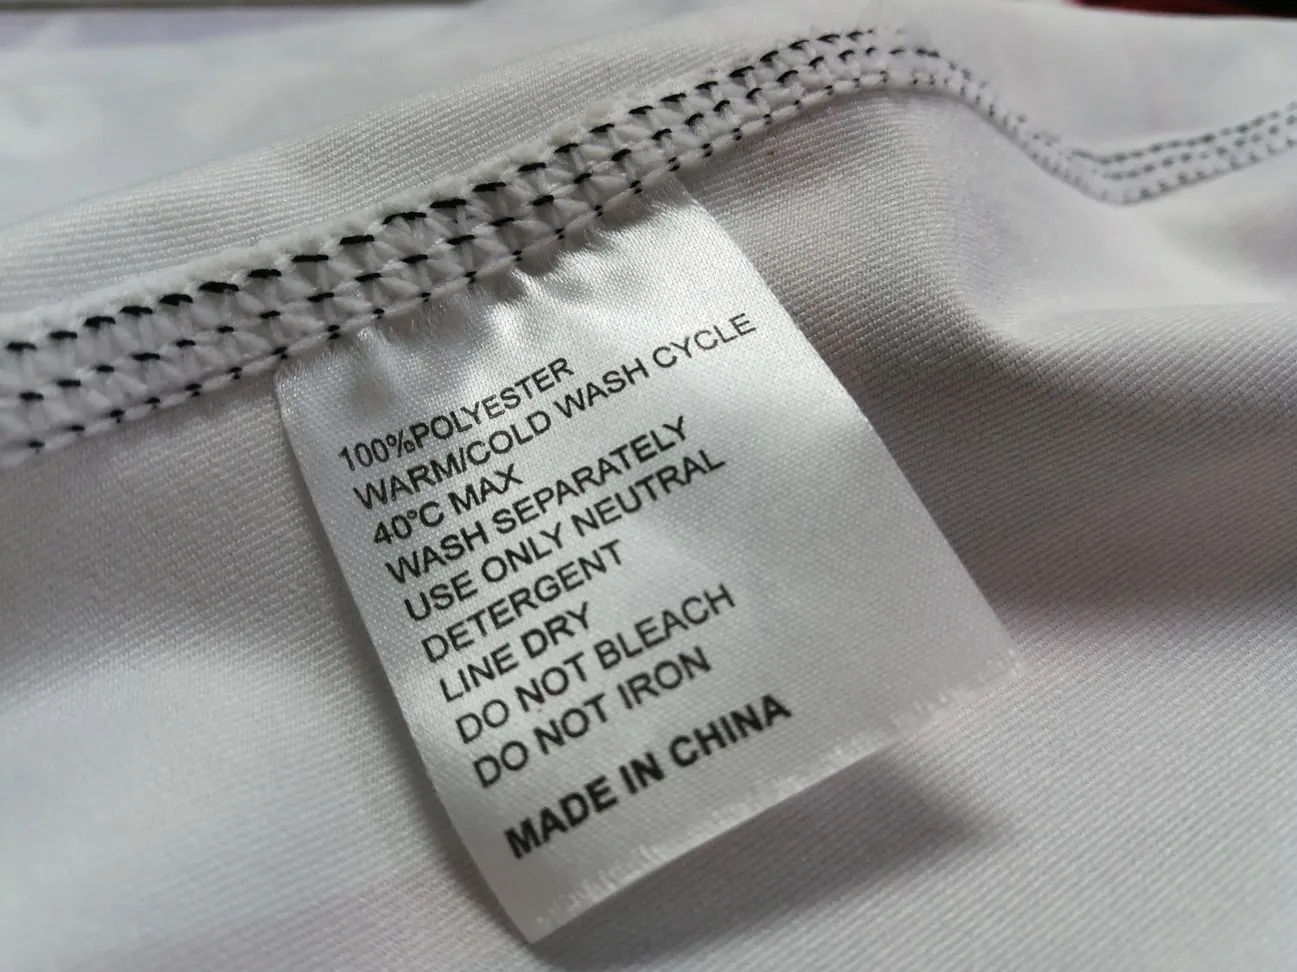 100%POLYESTER
WARM/COLD WASH CYCLE
40°C MAX
WASH SEPARATELY
USE ONLY NEUTRAL
DETERGENT
LINE DRY
DO NOT BLEACH
DO NOT IRON
MADE IN CHINA